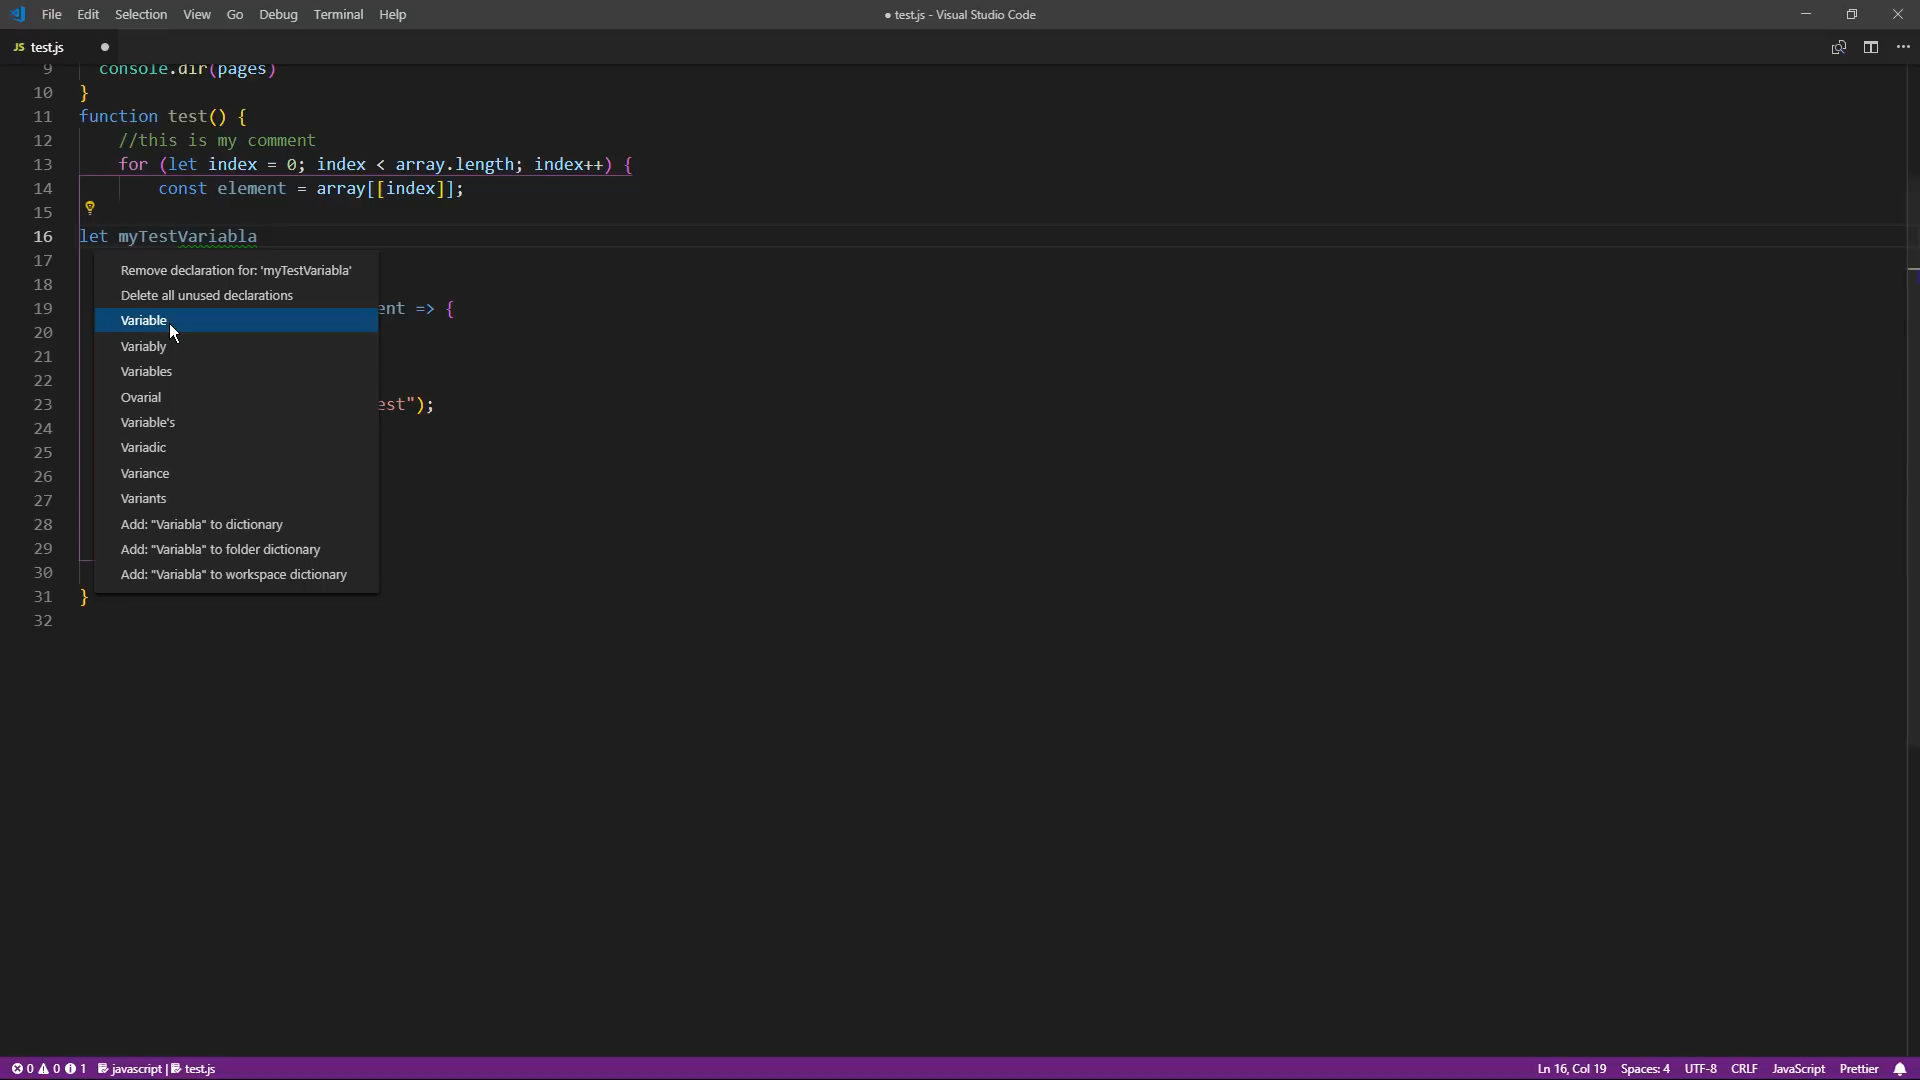 File Edit Selection View Go Debug Terminal Help
● test.js - Visual Studio Code
JS test.js ●
9 console.dir(pages)
10 }
11 function test() {
12 //this is my comment
13 for (let index = 0; index < array.length; index++) {
14 const element = array[[index]];
15
16 let myTestVariabla
17
Remove declaration for: 'myTestVariabla'
18
Delete all unused declarations
19 ent => {
Variable
20
Variably
21
Variables
22
Ovarial
23 est");
Variable's
24
Variadic
25
Variance
26
Variants
27
28
Add: "Variabla" to dictionary
29
Add: "Variabla" to folder dictionary
30
Add: "Variabla" to workspace dictionary
31 }
32
0 0 1 javascript | test.js
Ln 16, Col 19 Spaces: 4 UTF-8 CRLF JavaScript Prettier